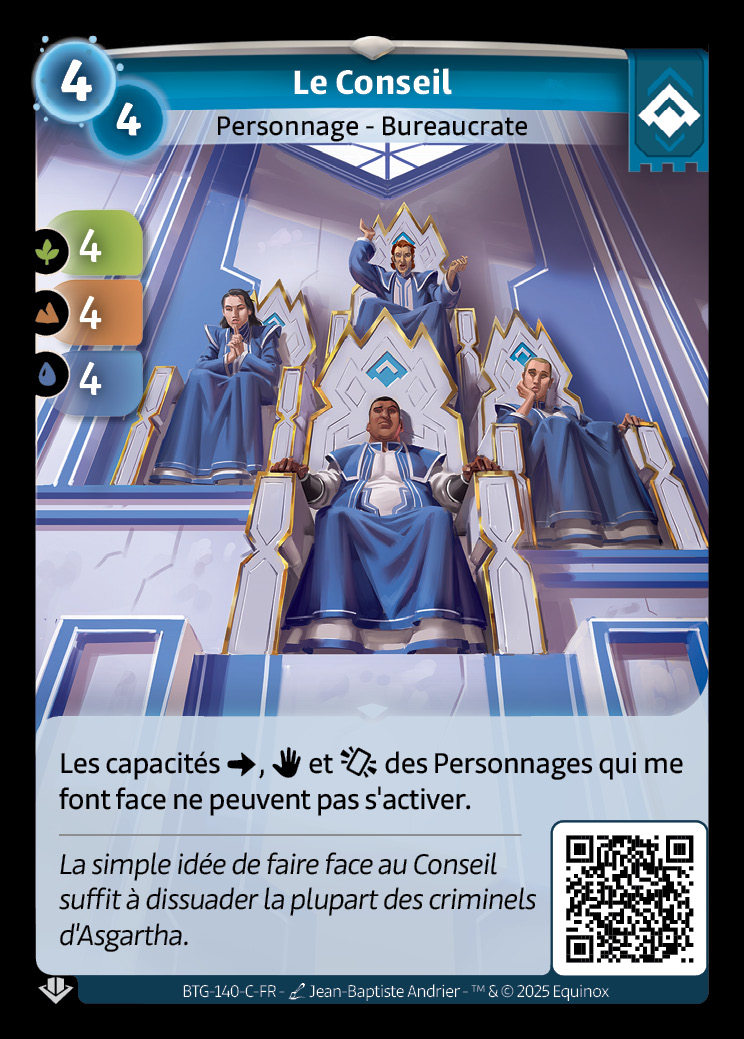 4
Le Conseil
4
Personnage - Bureaucrate
4
4
4
Les capacités , et des Personnages qui me
font face ne peuvent pas s'activer.
La simple idée de faire face au Conseil
suffit à dissuader la plupart des criminels
d'Asgartha.
BTG-140-C-FR - Jean-Baptiste Andrier - ™ & © 2025 Equinox